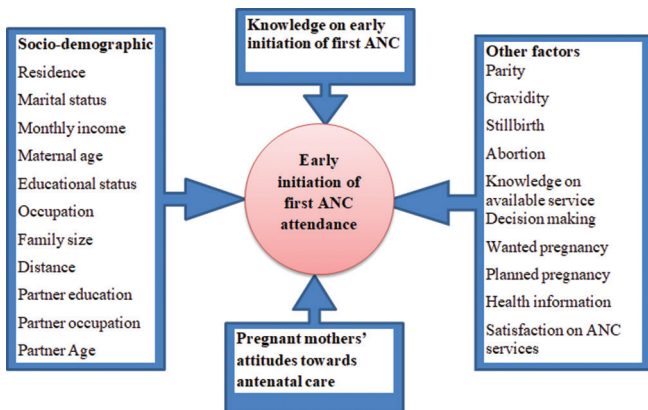 Socio-demographic
Residence
Marital status
Monthly income
Maternal age
Educational status
Occupation
Family size
Distance
Partner education
Partner occupation
Partner Age
Knowledge on early
initiation of first ANC
Early
initiation of
first ANC
attendance
Pregnant mothers’
attitudes towards
antenatal care
Other factors
Parity
Gravidity
Stillbirth
Abortion
Knowledge on
available service
Decision making
Wanted pregnancy
Planned pregnancy
Health information
Satisfaction on ANC
services